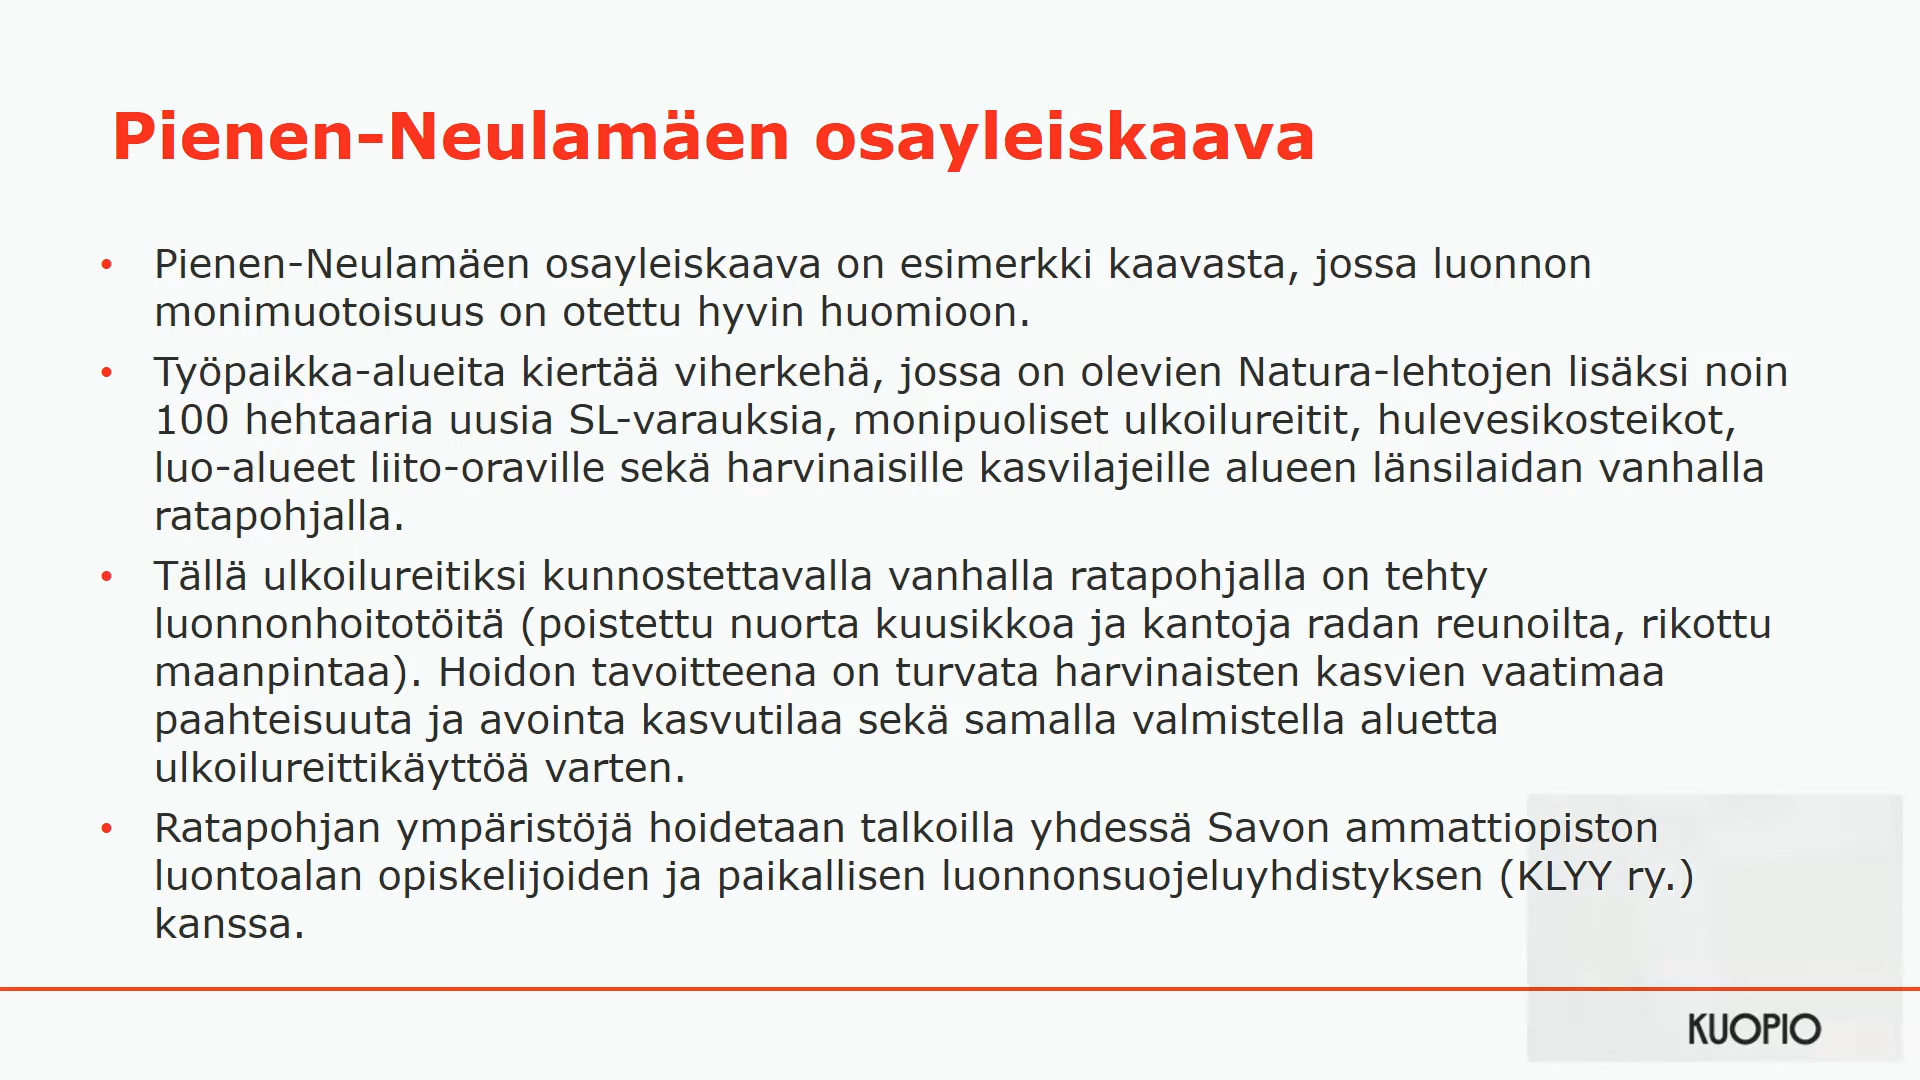 Pienen-Neulamäen osayleiskaava
• Pienen-Neulamäen osayleiskaava on esimerkki kaavasta, jossa luonnon
monimuotoisuus on otettu hyvin huomioon.
• Työpaikka-alueita kiertää viherkehä, jossa on olevien Natura-lehtojen lisäksi noin
100 hehtaaria uusia SL-varauksia, monipuoliset ulkoilureitit, hulevesikosteikot,
luo-alueet liito-oraville sekä harvinaisille kasvilajeille alueen länsilaidan vanhalla
ratapohjalla.
• Tällä ulkoilureitiksi kunnostettavalla vanhalla ratapohjalla on tehty
luonnonhoitotöitä (poistettu nuorta kuusikkoa ja kantoja radan reunoilta, rikottu
maanpintaa). Hoidon tavoitteena on turvata harvinaisten kasvien vaatimaa
paahteisuuta ja avointa kasvutilaa sekä samalla valmistella aluetta
ulkoilureittikäyttöä varten.
• Ratapohjan ympäristöjä hoidetaan talkoilla yhdessä Savon ammattiopiston
luontoalan opiskelijoiden ja paikallisen luonnonsuojeluyhdistyksen (KLYY ry.)
kanssa.
KUOPIO